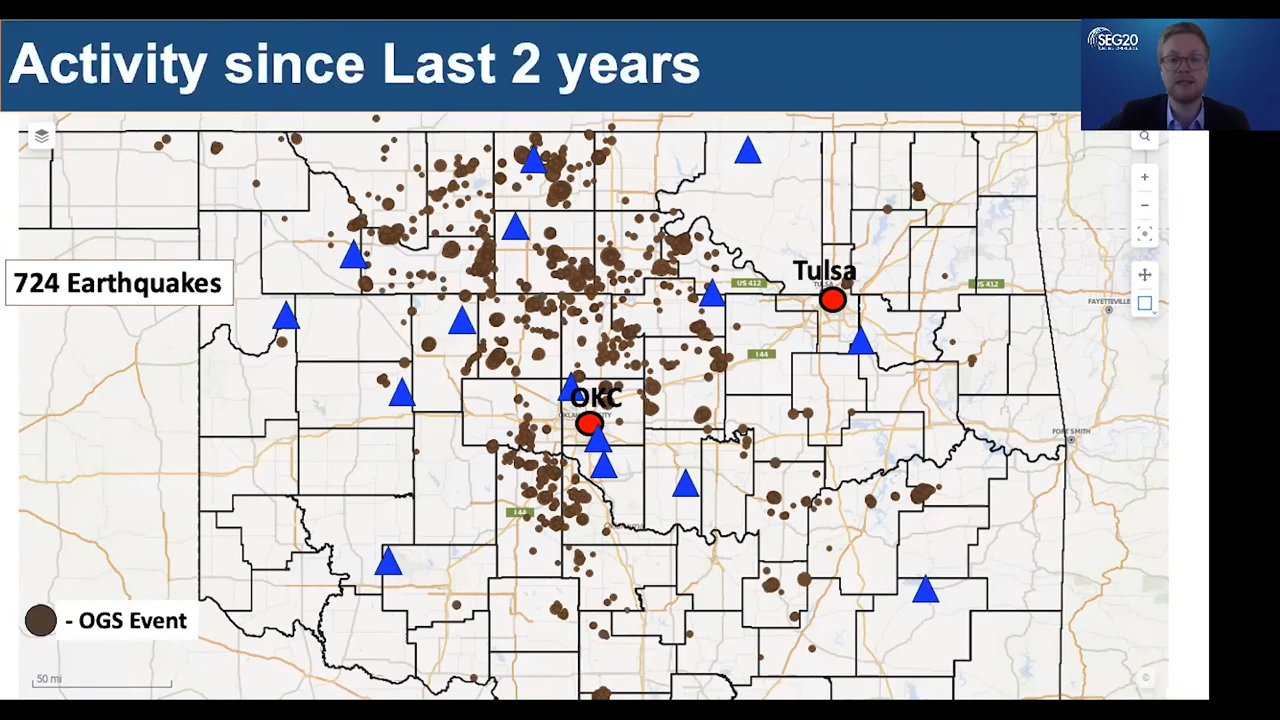 Activity since Last 2 years
SEG20
724 Earthquakes
Tulsa
TULSA
US 412
US 412
FAYETTEVILLE
I 44
OKC
FORT SMITH
I 44
- OGS Event
50 mi